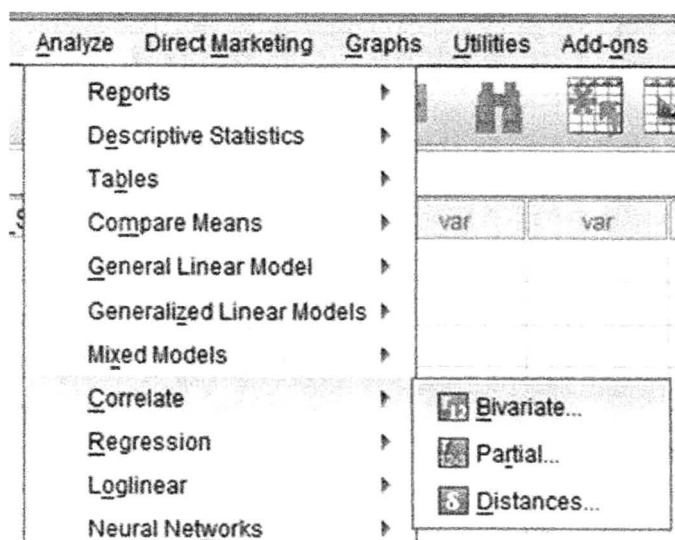 Analyze Direct Marketing Graphs Utilities Add-ons
Reports
Descriptive Statistics
Tables
Compare Means
var var
General Linear Model
Generalized Linear Models
Mixed Models
Correlate
Bivariate...
Regression
Partial...
Loglinear
Distances...
Neural Networks